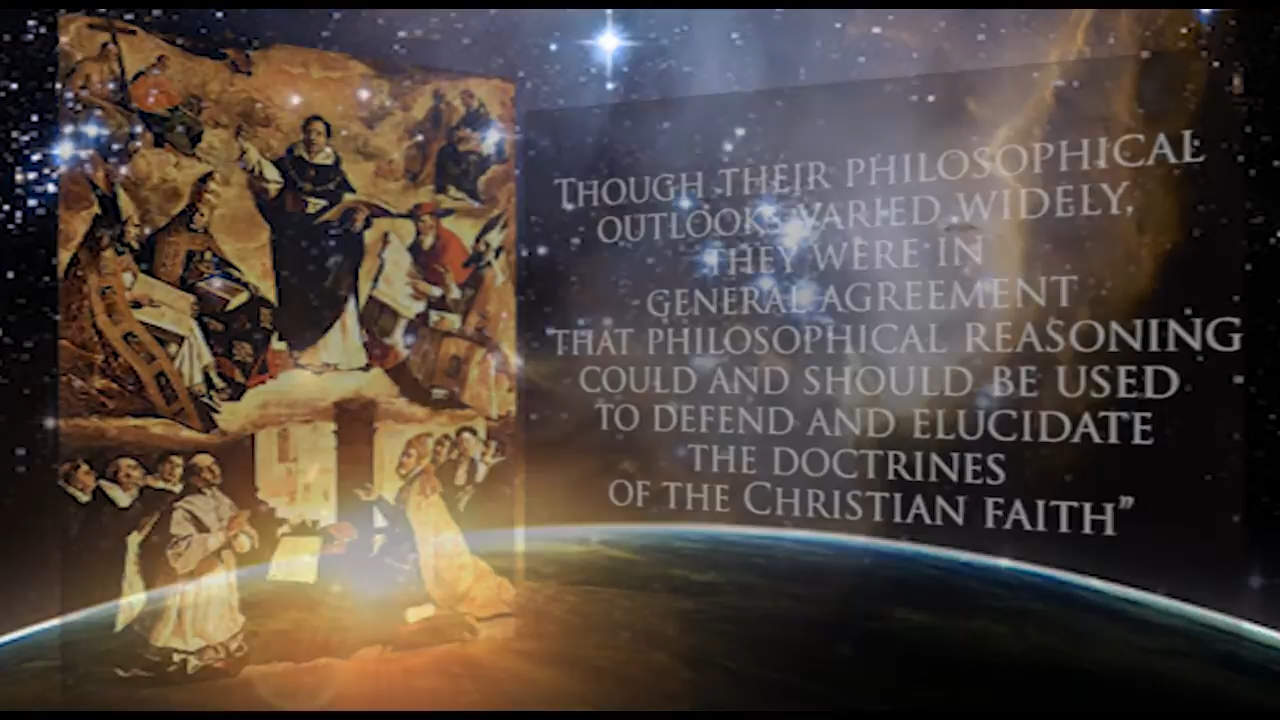 THOUGH THEIR PHILOSOPHICAL
OUTLOOKS VARIED WIDELY,
THEY WERE IN
GENERAL AGREEMENT
THAT PHILOSOPHICAL REASONING
COULD AND SHOULD BE USED
TO DEFEND AND ELUCIDATE
THE DOCTRINES
OF THE CHRISTIAN FAITH”